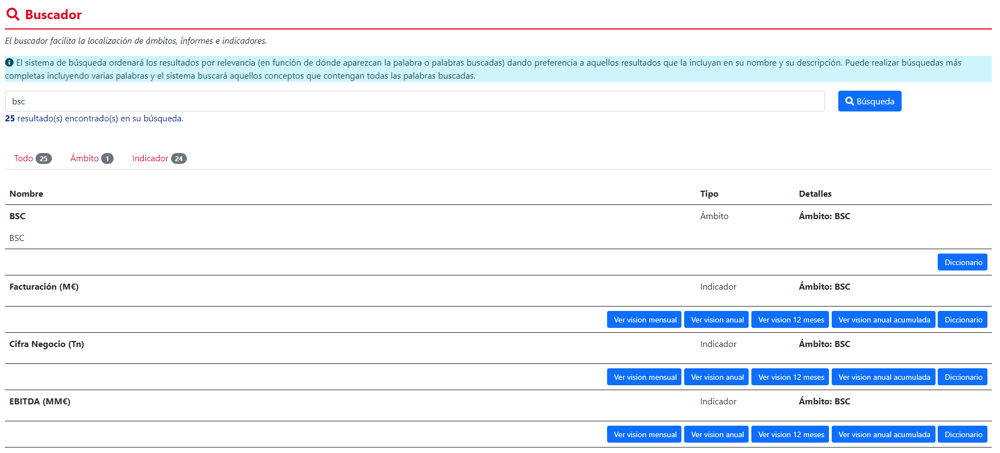 Buscador
El buscador facilita la localización de ámbitos, informes e indicadores.
El sistema de búsqueda ordenará los resultados por relevancia (en función de dónde aparezcan la palabra o palabras buscadas) dando preferencia a aquellos resultados que la incluyan en su nombre y su descripción. Puede realizar búsquedas más
completas incluyendo varias palabras y el sistema buscará aquellos conceptos que contengan todas las palabras buscadas.
bsc Búsqueda
25 resultado(s) encontrado(s) en su búsqueda.
Todo 25 Ámbito 1 Indicador 24
Nombre Tipo Detalles
BSC Ámbito Ámbito: BSC
BSC
Diccionario
Facturación (M€) Indicador Ámbito: BSC
Ver vision mensual Ver vision anual Ver vision 12 meses Ver vision anual acumulada Diccionario
Cifra Negocio (Tn) Indicador Ámbito: BSC
Ver vision mensual Ver vision anual Ver vision 12 meses Ver vision anual acumulada Diccionario
EBITDA (MM€) Indicador Ámbito: BSC
Ver vision mensual Ver vision anual Ver vision 12 meses Ver vision anual acumulada Diccionario